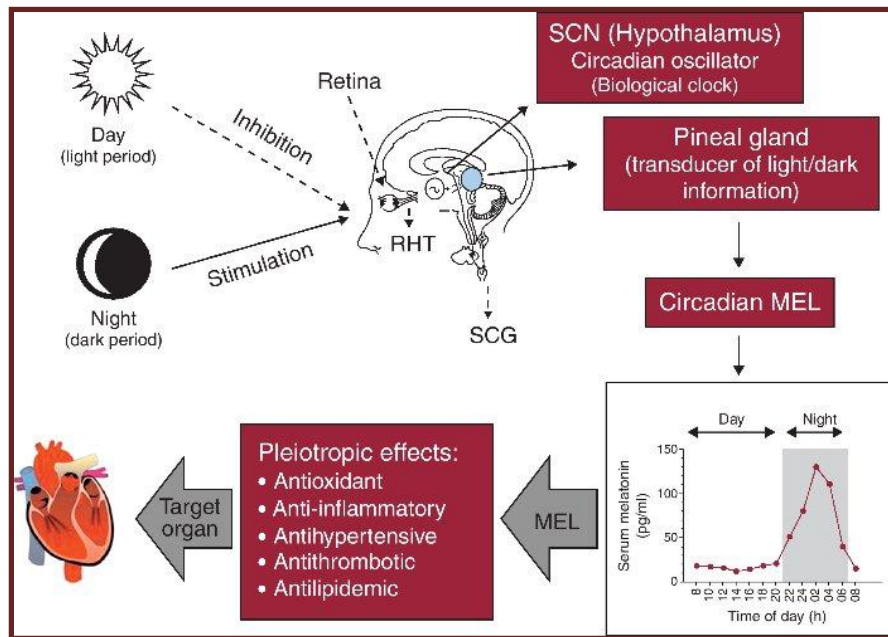 SCN (Hypothalamus)
Circadian oscillator
(Biological clock)
Retina
Day
(light period)
Inhibition
Pineal gland
(transducer of light/dark
information)
RHT
Stimulation
Night
(dark period)
SCG
Circadian MEL
Day
Night
150
100
50
0
Serum melatonin
(pg/ml)
8
10
12
14
16
18
20
22
24
02
04
06
08
Time of day (h)
MEL
Pleiotropic effects:
• Antioxidant
• Anti-inflammatory
• Antihypertensive
• Antithrombotic
• Antilipidemic
Target
organ